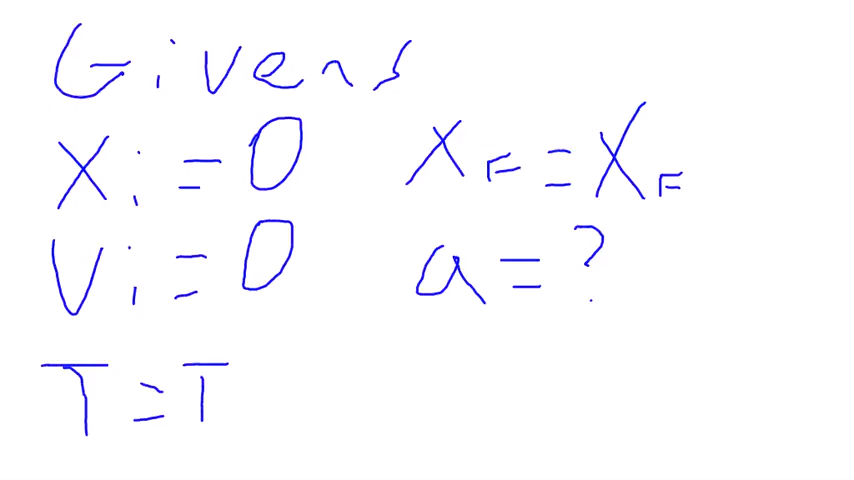 Givens
Xi = 0 XF = XF
Vi = 0 a = ?
T = T